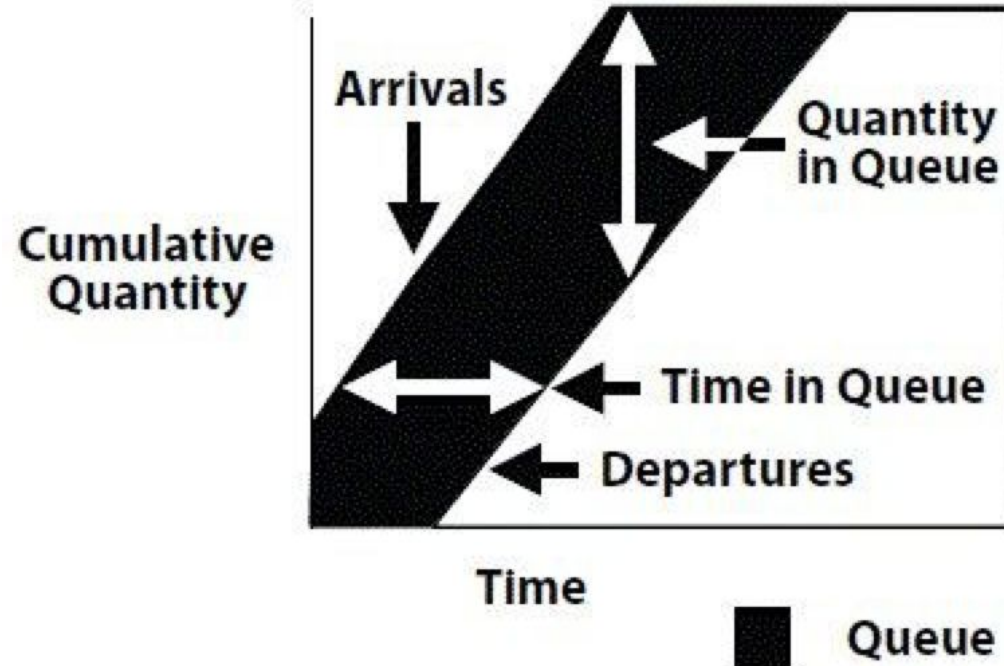 Arrivals
Quantity
in Queue
Cumulative
Quantity
Time in Queue
Departures
Time
Queue